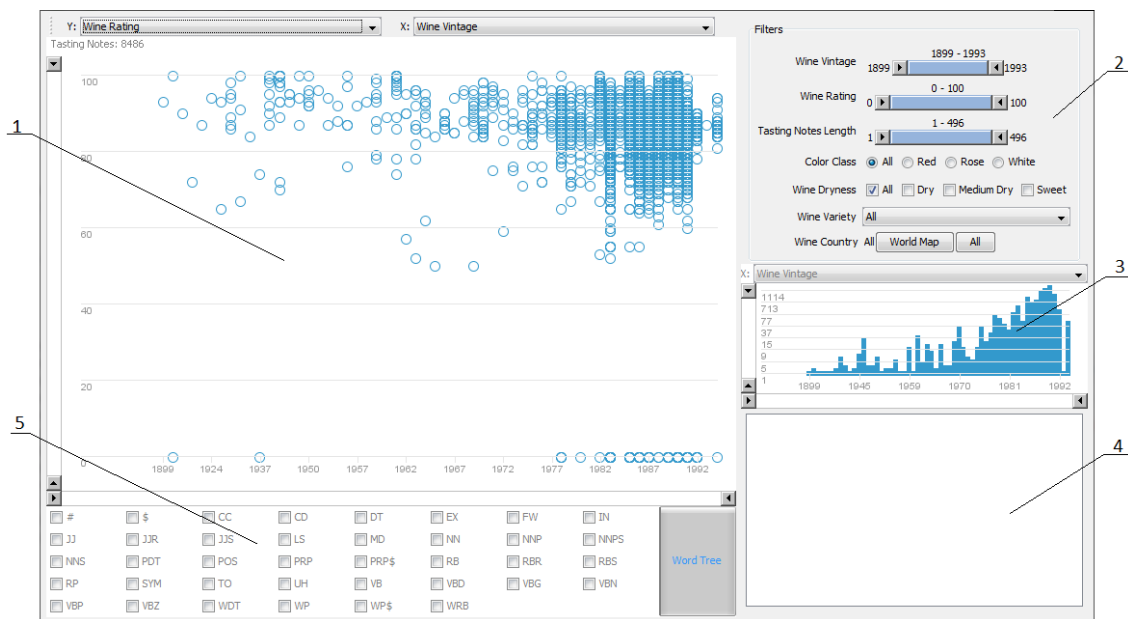 Y: Wine Rating X: Wine Vintage
Tasting Notes: 8486
100
80
60
40
20
0
1899 1924 1937 1950 1957 1962 1967 1972 1977 1982 1987 1992
1
5
# $ CC CD DT EX FW IN
JJ JJR JJS LS MD NN NNP NNPS
NNS PDT POS PRP PRP$ RB RBR RBS
RP SYM TO UH VB VBD VBG VBN
VBP VBZ WDT WP WP$ WRB
Word Tree
Filters
1899 - 1993
Wine Vintage 1899 1993
0 - 100
Wine Rating 0 100
1 - 496
Tasting Notes Length 1 496
Color Class All Red Rose White
Wine Dryness All Dry Medium Dry Sweet
Wine Variety All
Wine Country All World Map All
2
X: Wine Vintage
1114
713
77
37
15
9
5
1
1899 1945 1959 1970 1981 1992
3
4